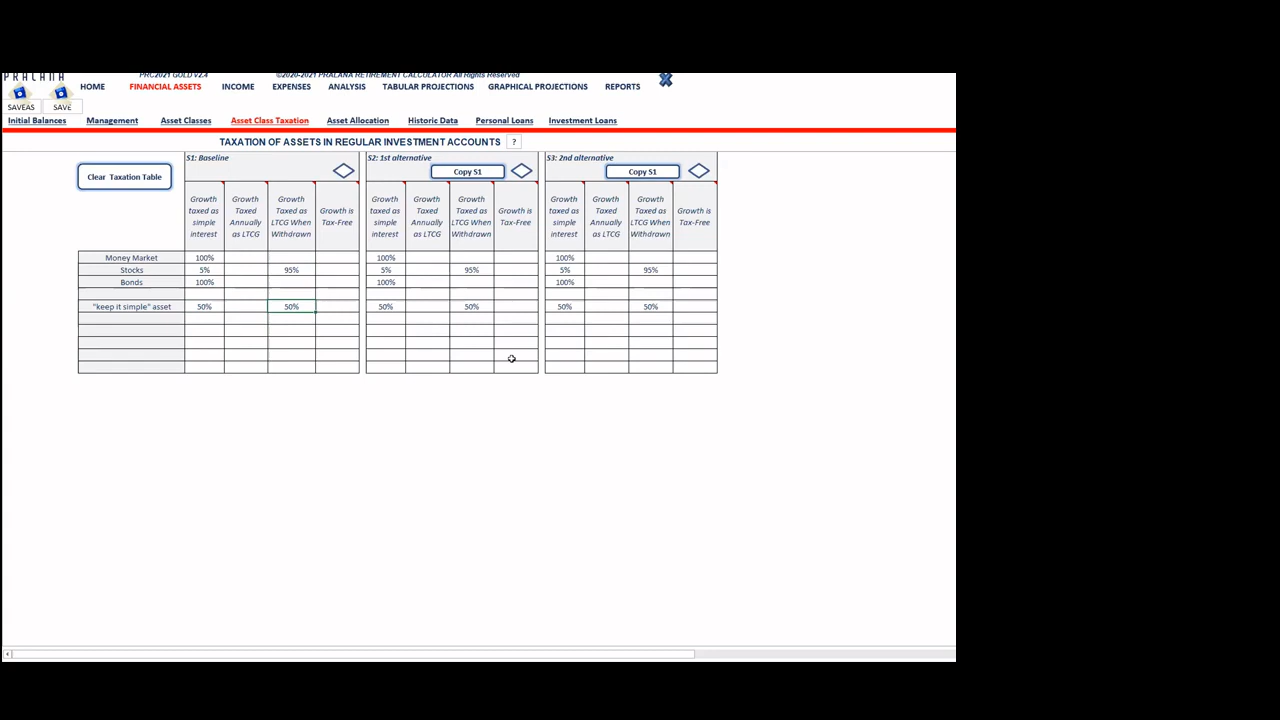 PRALANA
PRC2021 GOLD v2.4
©2020-2021 PRALANA RETIREMENT CALCULATOR All Rights Reserved
HOME FINANCIAL ASSETS INCOME EXPENSES ANALYSIS TABULAR PROJECTIONS GRAPHICAL PROJECTIONS REPORTS
SAVEAS SAVE
Initial Balances Management Asset Classes Asset Class Taxation Asset Allocation Historic Data Personal Loans Investment Loans
TAXATION OF ASSETS IN REGULAR INVESTMENT ACCOUNTS ?
S1: Baseline S2: 1st alternative S3: 2nd alternative
Clear Taxation Table Copy S1 Copy S1
Growth Growth Growth Growth Growth Growth Growth Growth Growth
taxed as Taxed Taxed as Growth is taxed as Taxed Taxed as Growth is taxed as Taxed Taxed as Growth is
simple Annually LTCG When Tax-Free simple Annually LTCG When Tax-Free simple Annually LTCG When Tax-Free
interest as LTCG Withdrawn interest as LTCG Withdrawn interest as LTCG Withdrawn
Money Market 100% 100% 100%
Stocks 5% 95% 5% 95% 5% 95%
Bonds 100% 100% 100%
"keep it simple" asset 50% 50% 50% 50% 50% 50%